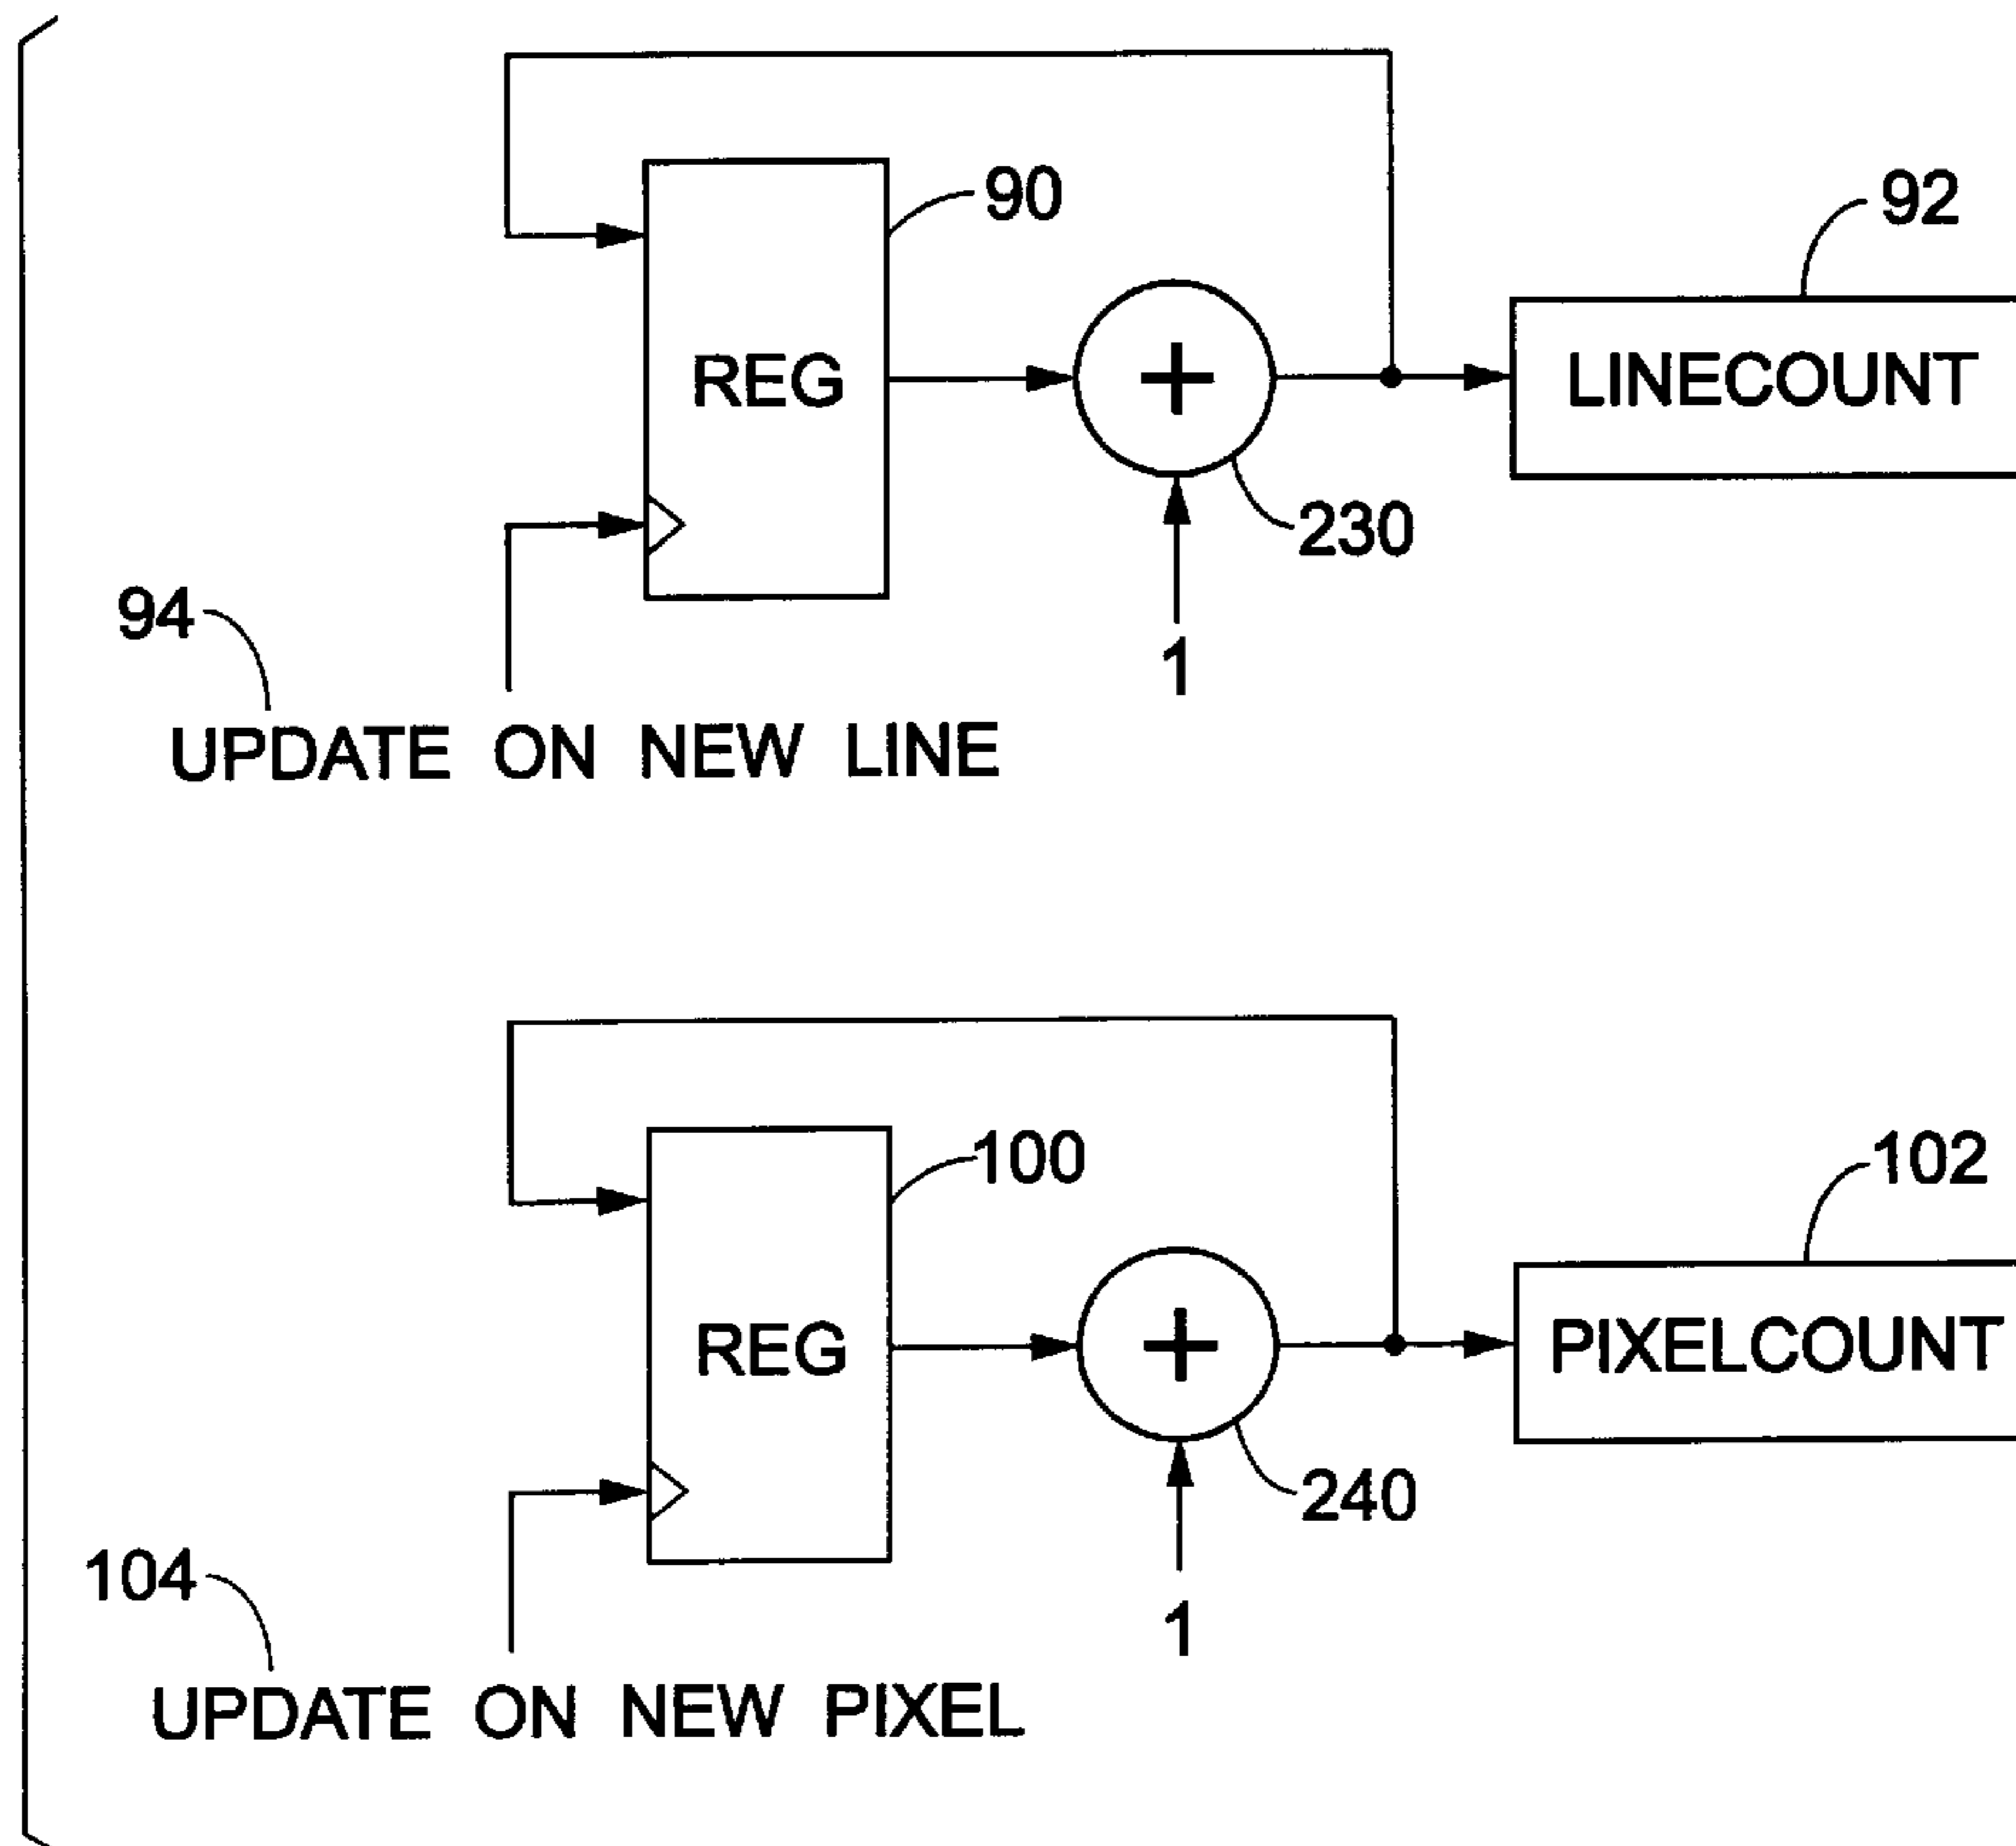 90
92
REG
LINECOUNT
230
94
1
UPDATE ON NEW LINE
100
102
REG
PIXELCOUNT
240
104
1
UPDATE ON NEW PIXEL